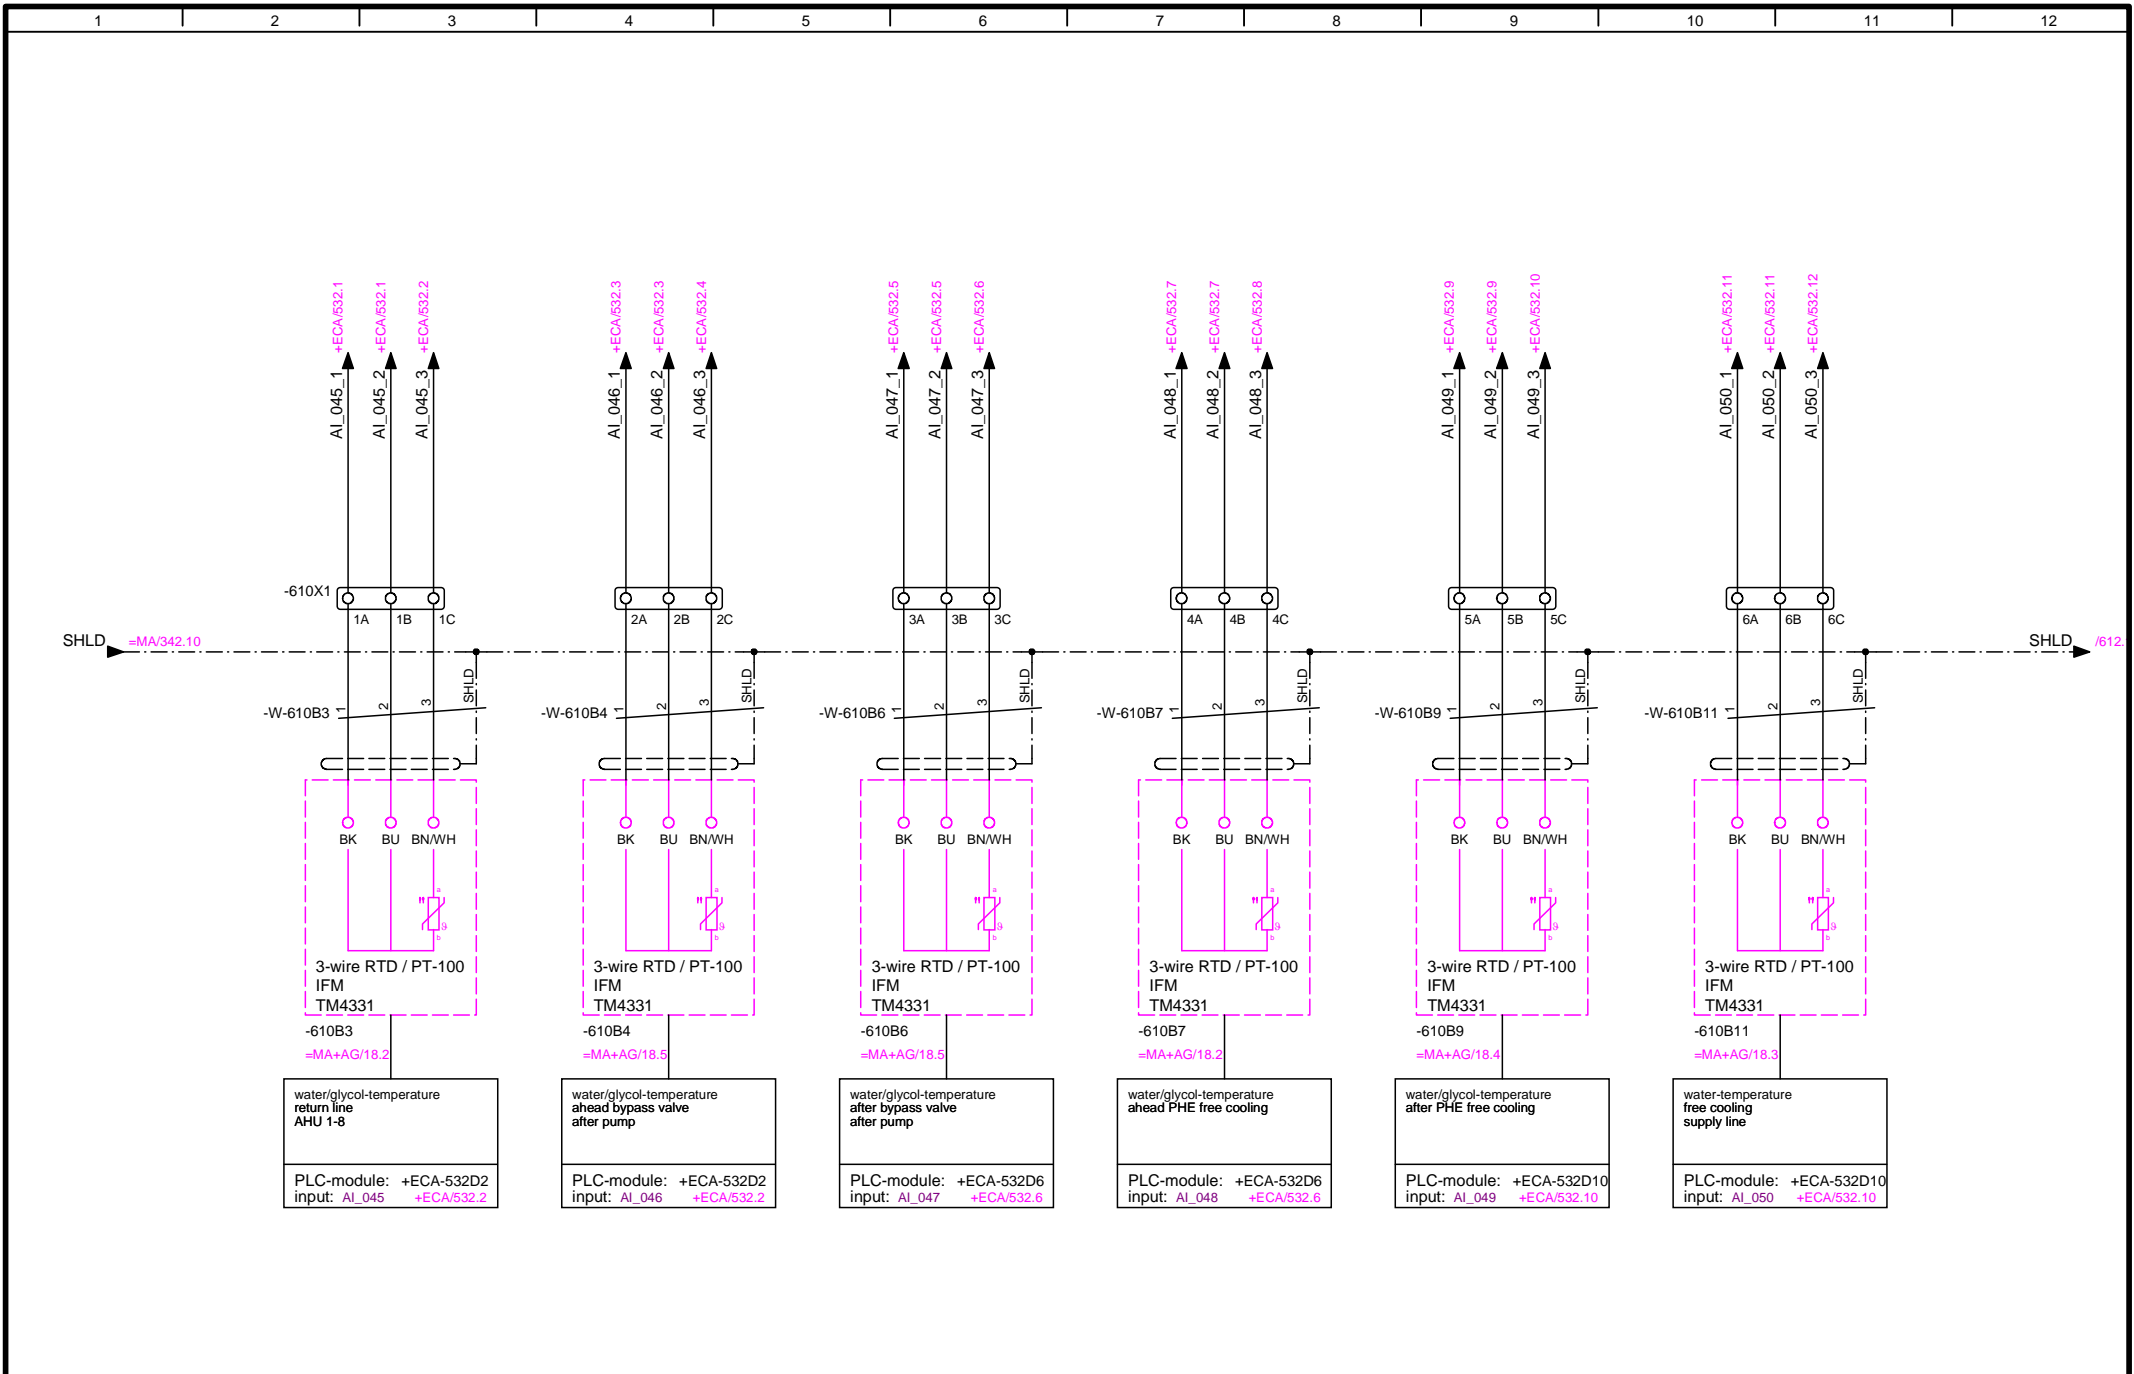 1 2 3 4 5 6 7 8 9 10 11 12
+ECA/532.1 +ECA/532.1 +ECA/532.2 +ECA/532.3 +ECA/532.3 +ECA/532.4 +ECA/532.5 +ECA/532.5 +ECA/532.6 +ECA/532.7 +ECA/532.7 +ECA/532.8 +ECA/532.9 +ECA/532.9 +ECA/532.10 +ECA/532.11 +ECA/532.11 +ECA/532.12
AI_045_1 AI_045_2 AI_045_3 AI_046_1 AI_046_2 AI_046_3 AI_047_1 AI_047_2 AI_047_3 AI_048_1 AI_048_2 AI_048_3 AI_049_1 AI_049_2 AI_049_3 AI_050_1 AI_050_2 AI_050_3
-610X1
1A 1B 1C 2A 2B 2C 3A 3B 3C 4A 4B 4C 5A 5B 5C 6A 6B 6C
SHLD =MA/342.10 SHLD /612.
SHLD SHLD SHLD SHLD SHLD SHLD
-W-610B3 1 2 3 -W-610B4 1 2 3 -W-610B6 1 2 3 -W-610B7 1 2 3 -W-610B9 1 2 3 -W-610B11 1 2 3
BK BU BN/WH BK BU BN/WH BK BU BN/WH BK BU BN/WH BK BU BN/WH BK BU BN/WH
a a a a a a
ϑ ϑ ϑ ϑ ϑ ϑ
b b b b b b
3-wire RTD / PT-100 3-wire RTD / PT-100 3-wire RTD / PT-100 3-wire RTD / PT-100 3-wire RTD / PT-100 3-wire RTD / PT-100
IFM IFM IFM IFM IFM IFM
TM4331 TM4331 TM4331 TM4331 TM4331 TM4331
-610B3 -610B4 -610B6 -610B7 -610B9 -610B11
=MA+AG/18.2 =MA+AG/18.5 =MA+AG/18.5 =MA+AG/18.2 =MA+AG/18.4 =MA+AG/18.3
water/glycol-temperature
return line
AHU 1-8
PLC-module: +ECA-532D2
input: AI_045 +ECA/532.2
water/glycol-temperature
ahead bypass valve
after pump
PLC-module: +ECA-532D2
input: AI_046 +ECA/532.2
water/glycol-temperature
after bypass valve
after pump
PLC-module: +ECA-532D6
input: AI_047 +ECA/532.6
water/glycol-temperature
ahead PHE free cooling
PLC-module: +ECA-532D6
input: AI_048 +ECA/532.6
water/glycol-temperature
after PHE free cooling
PLC-module: +ECA-532D10
input: AI_049 +ECA/532.10
water-temperature
free cooling
supply line
PLC-module: +ECA-532D10
input: AI_050 +ECA/532.10